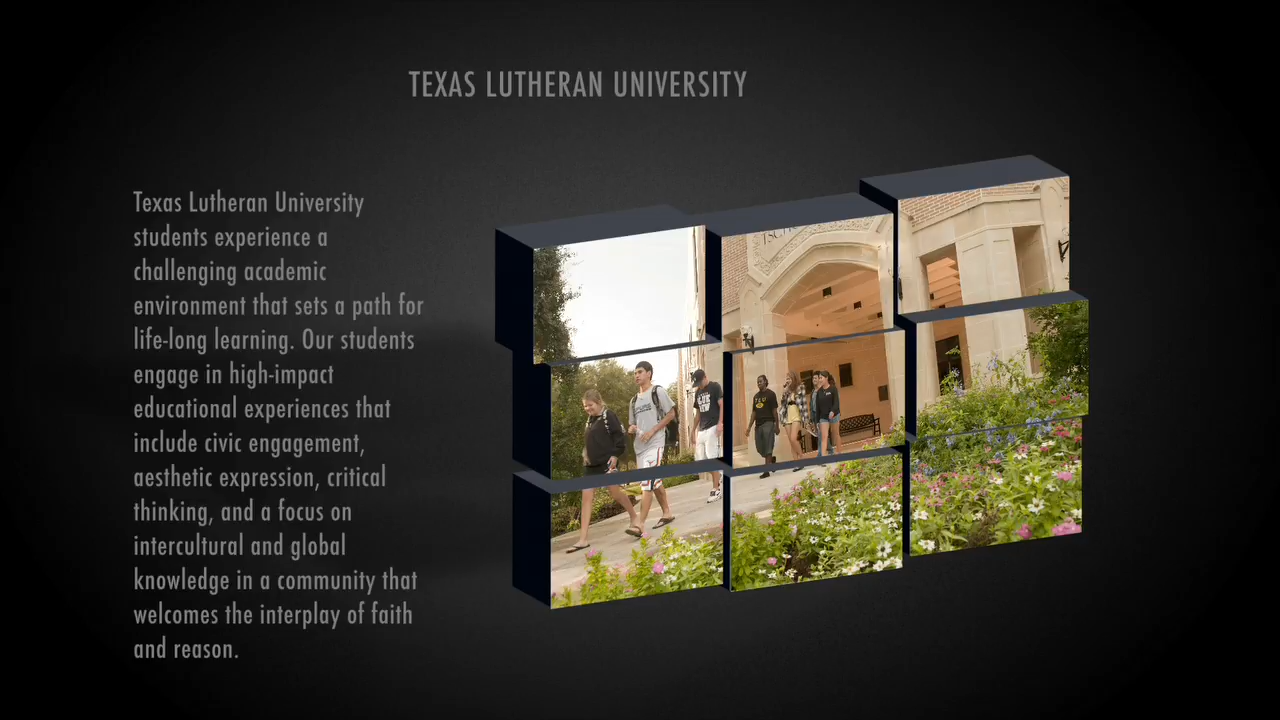 TEXAS LUTHERAN UNIVERSITY
Texas Lutheran University
students experience a
challenging academic
environment that sets a path for
life-long learning. Our students
engage in high-impact
educational experiences that
include civic engagement,
aesthetic expression, critical
thinking, and a focus on
intercultural and global
knowledge in a community that
welcomes the interplay of faith
and reason.